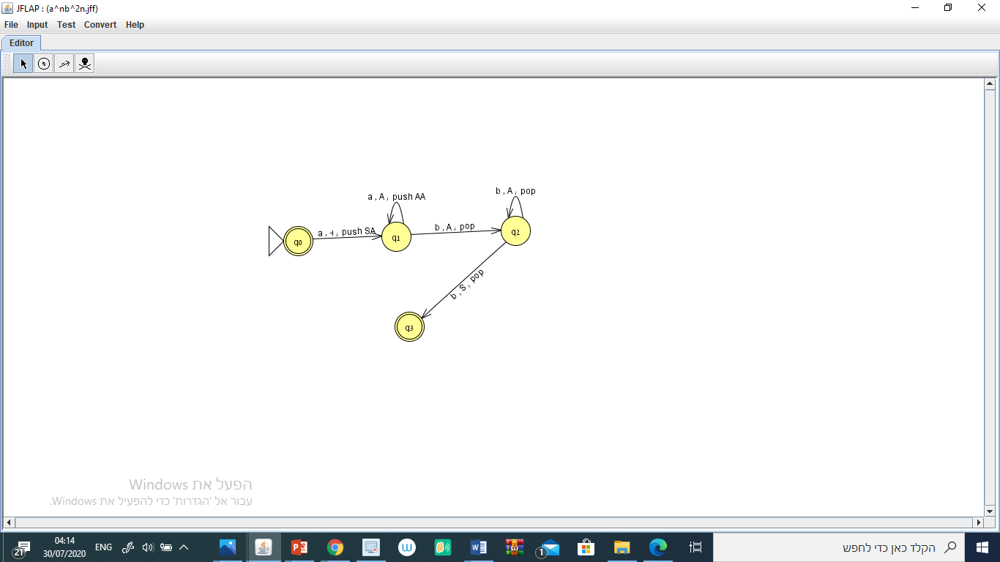 JFLAP : (a^nb^2n.jff)
File Input Test Convert Help
Editor
b , A ; pop
a , A ; push AA
a , ⊣ ; push SA
b , A ; pop
q0
q1
q2
b , S , pop
q3
הפעל את Windows
עבור אל 'הגדרות' כדי להפעיל את Windows.
21
04:14
30/07/2020
ENG
1
הקלד כאן כדי לחפש